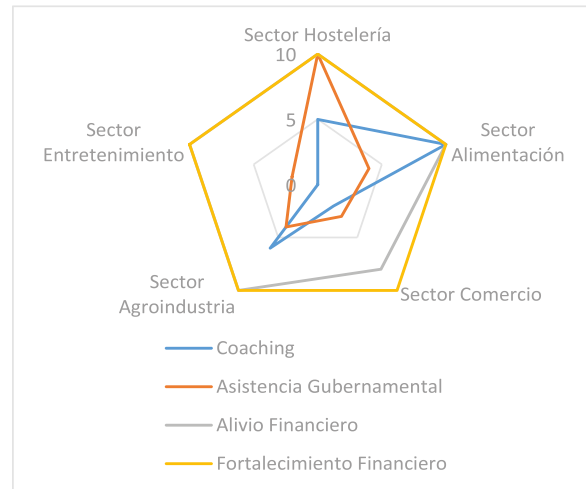 Sector Hostelería
10
Sector
Alimentación
5
Sector
Entretenimiento
0
Sector
Agroindustria
Sector Comercio
Coaching
Asistencia Gubernamental
Alivio Financiero
Fortalecimiento Financiero